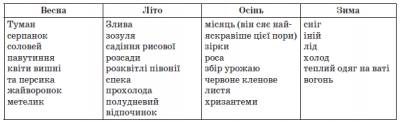 Весна
Літо
Осінь
Зима
Туман
серпанок
соловей
павутиння
квіти вишні
та персика
жайворонок
метелик
Злива
зозуля
садіння рисової
розсади
розквітлі півонії
спека
прохолода
полудневий
відпочинок
місяць (він сяє най-
яскравіше цієї пори)
зірки
роса
збір урожаю
червоне кленове
листя
хризантеми
сніг
іній
лід
холод
теплий одяг на ваті
вогонь